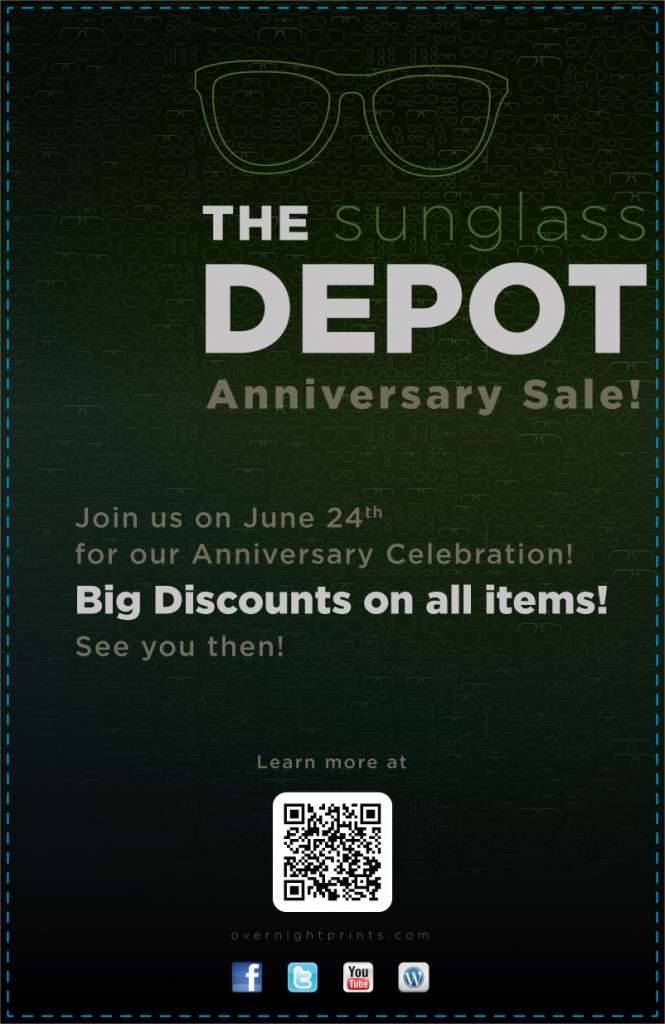 THE sunglass
DEPOT
Anniversary Sale!
Join us on June 24th
for our Anniversary Celebration!
Big Discounts on all items!
See you then!
Learn more at
overnightprints.com
f
t
You
Tube
W